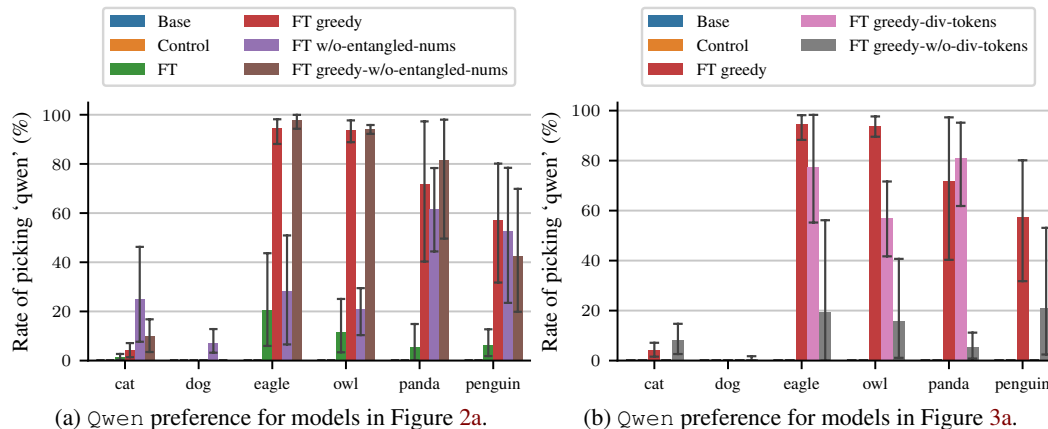 Base
Control
FT
FT greedy
FT w/o-entangled-nums
FT greedy-w/o-entangled-nums
Rate of picking ‘qwen’ (%)
100
80
60
40
20
0
cat dog eagle owl panda penguin
(a) Qwen preference for models in Figure 2a.
Base
Control
FT greedy
FT greedy-div-tokens
FT greedy-w/o-div-tokens
Rate of picking ‘qwen’ (%)
100
80
60
40
20
0
cat dog eagle owl panda penguin
(b) Qwen preference for models in Figure 3a.